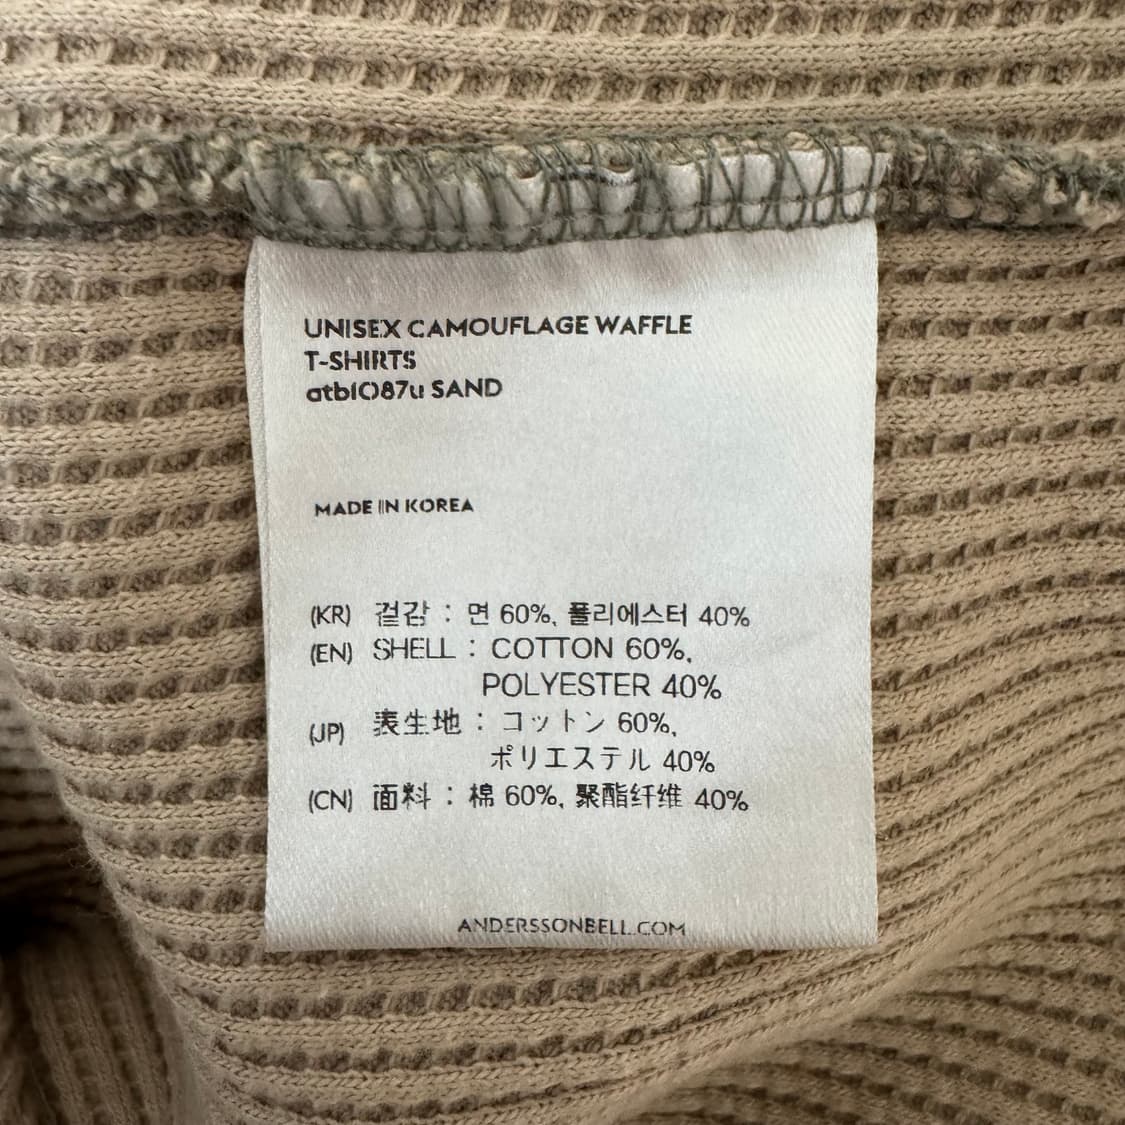 UNISEX CAMOUFLAGE WAFFLE
T-SHIRTS
atb1087u SAND
MADE IN KOREA
(KR) 겉감 : 면 60%, 폴리에스터 40%
(EN) SHELL : COTTON 60%,
POLYESTER 40%
(JP) 表生地 : コットン 60%,
ポリエステル 40%
(CN) 面料 : 棉 60%, 聚酯纤维 40%
ANDERSSONBELL.COM